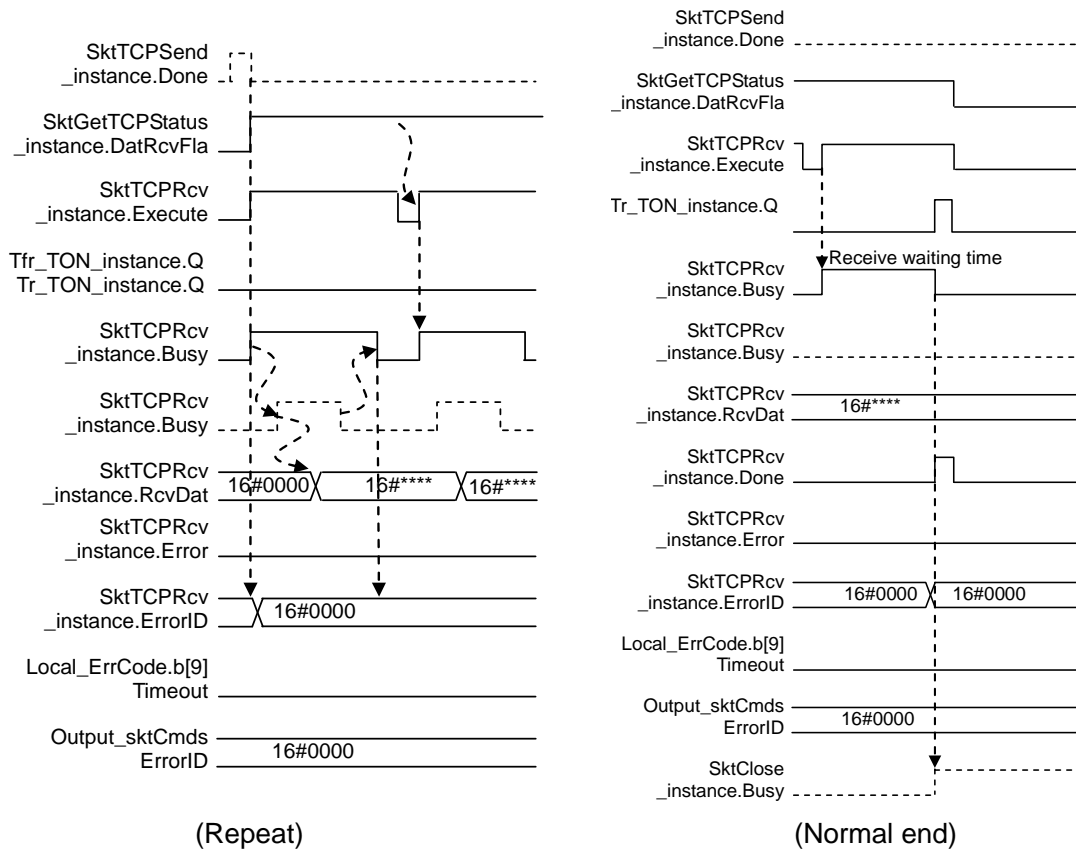 SktTCPSend
_instance.Done
SktGetTCPStatus
_instance.DatRcvFla
SktTCPRcv
_instance.Execute
Tfr_TON_instance.Q
Tr_TON_instance.Q
SktTCPRcv
_instance.Busy
SktTCPRcv
_instance.Busy
SktTCPRcv
_instance.RcvDat
16#0000
16#****
16#****
SktTCPRcv
_instance.Error
SktTCPRcv
_instance.ErrorID
16#0000
Local_ErrCode.b[9]
Timeout
Output_sktCmds
ErrorID
16#0000
(Repeat)
SktTCPSend
_instance.Done
SktGetTCPStatus
_instance.DatRcvFla
SktTCPRcv
_instance.Execute
Tr_TON_instance.Q
Receive waiting time
SktTCPRcv
_instance.Busy
SktTCPRcv
_instance.Busy
SktTCPRcv
_instance.RcvDat
16#****
SktTCPRcv
_instance.Done
SktTCPRcv
_instance.Error
SktTCPRcv
_instance.ErrorID
16#0000
16#0000
Local_ErrCode.b[9]
Timeout
Output_sktCmds
ErrorID
16#0000
SktClose
_instance.Busy
(Normal end)